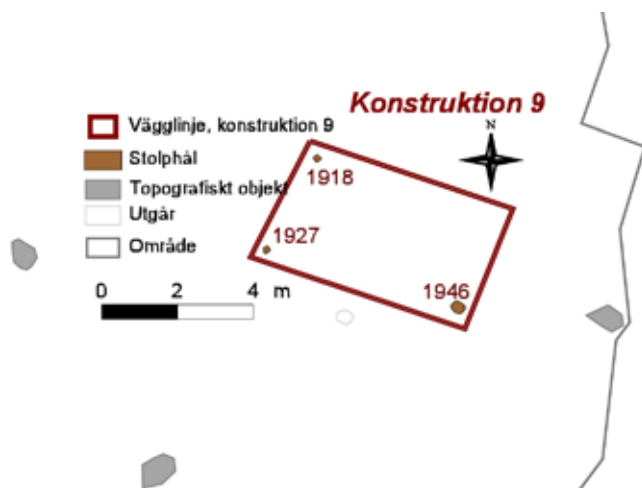 Konstruktion 9
N
Vägglinje, konstruktion 9
Stolphål
Topografiskt objekt
Utgår
Område
0 2 4 m
1918
1927
1946